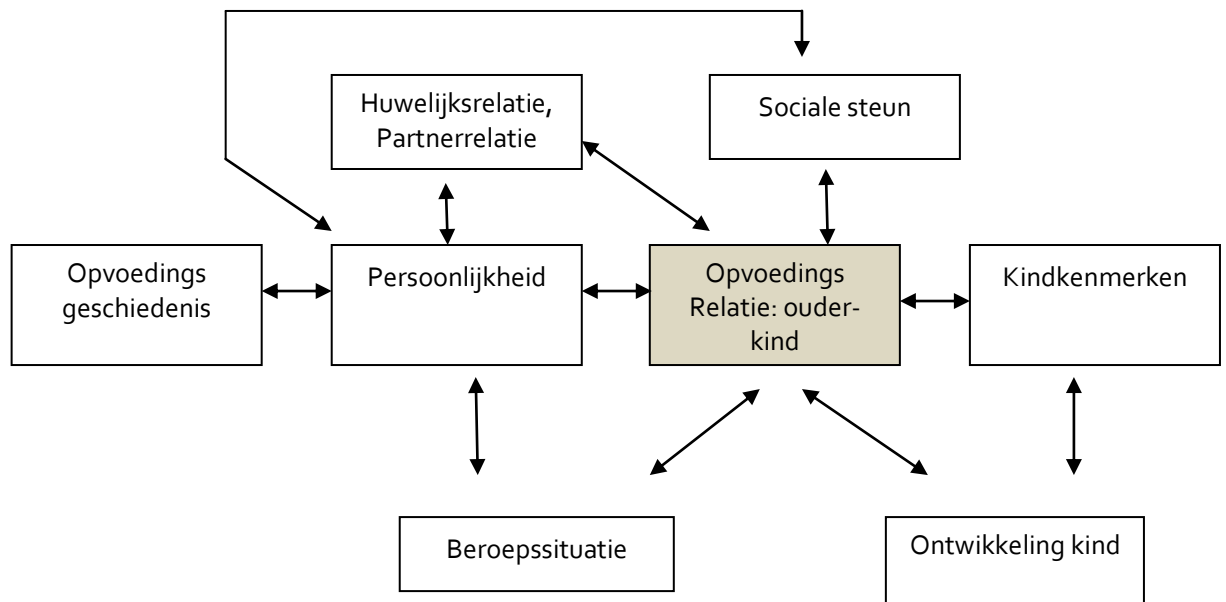 Huwelijksrelatie,
Partnerrelatie
Sociale steun
Opvoedings
geschiedenis
Persoonlijkheid
Opvoedings
Relatie: ouder-
kind
Kindkenmerken
Beroepssituatie
Ontwikkeling kind